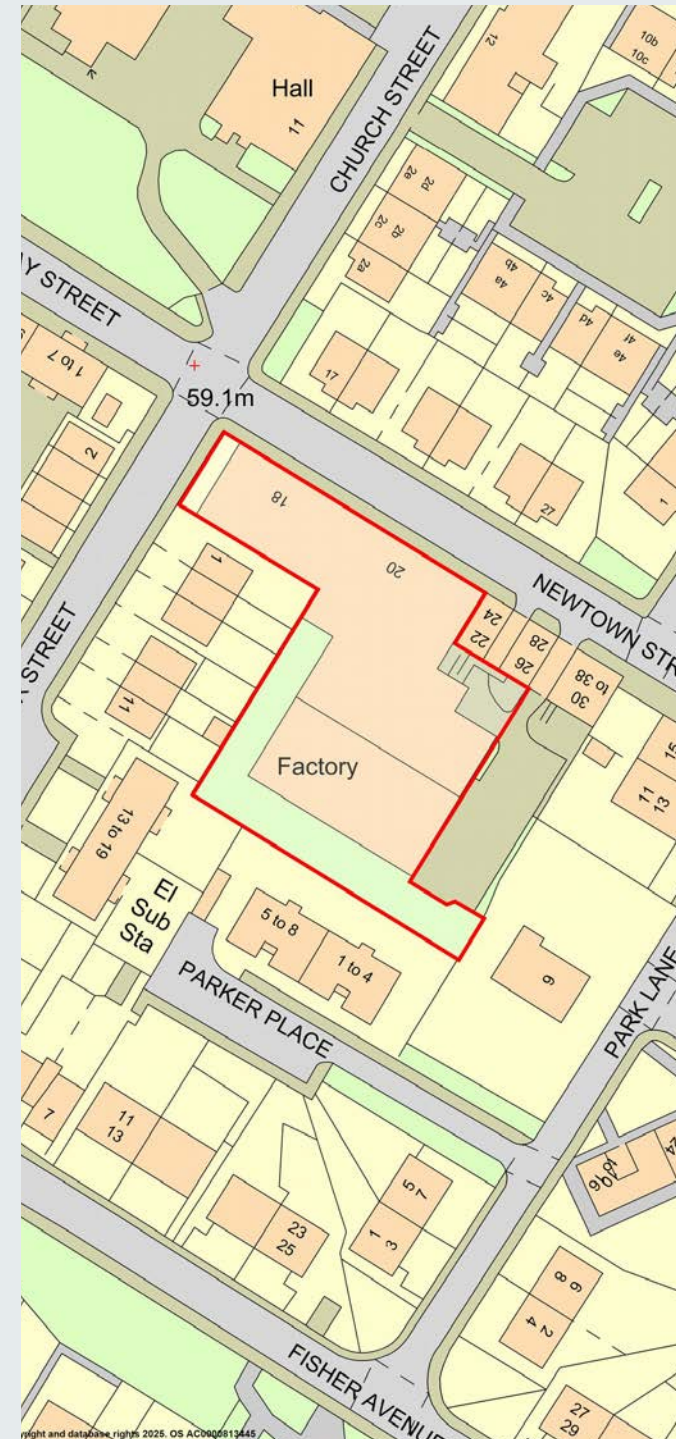 Hall
11
CHURCH STREET
12
10b
10c
2e
2d
2c
2b
2a
4b
4a
4c
4d
4f
4e
Y STREET
1 to 7
2
17
27
1
59.1m
18
20
NEWTOWN STR
24
22
28
26
30 to 38
1
11
STREET
Factory
15
11
13
13 to 19
El
Sub
Sta
5 to 8
1 to 4
9
PARKER PLACE
PARK LANE
7
11
13
5
7
1
3
23
25
24
8
6
4
2
FISHER AVENUE
27
29
yright and database rights 2025. OS AC0000813445